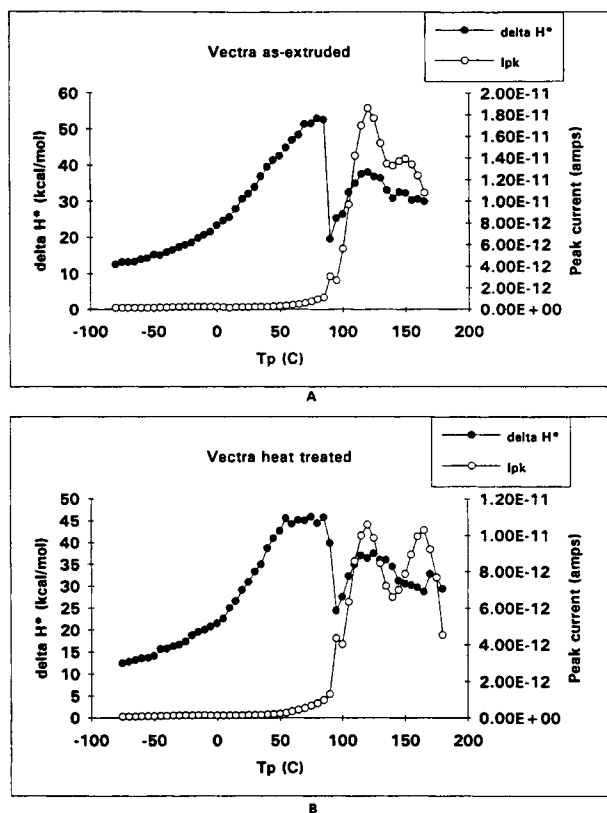 Vectra as-extruded
delta H*
Ipk
60
50
40
30
20
10
0
delta H* (kcal/mol)
2.00E-11
1.80E-11
1.60E-11
1.40E-11
1.20E-11
1.00E-11
8.00E-12
6.00E-12
4.00E-12
2.00E-12
0.00E+00
Peak current (amps)
-100 -50 0 50 100 150 200
Tp (C)
A
Vectra heat treated
delta H*
Ipk
50
45
40
35
30
25
20
15
10
5
0
delta H* (kcal/mol)
1.20E-11
1.00E-11
8.00E-12
6.00E-12
4.00E-12
2.00E-12
0.00E+00
Peak current (amps)
-100 -50 0 50 100 150 200
Tp (C)
B